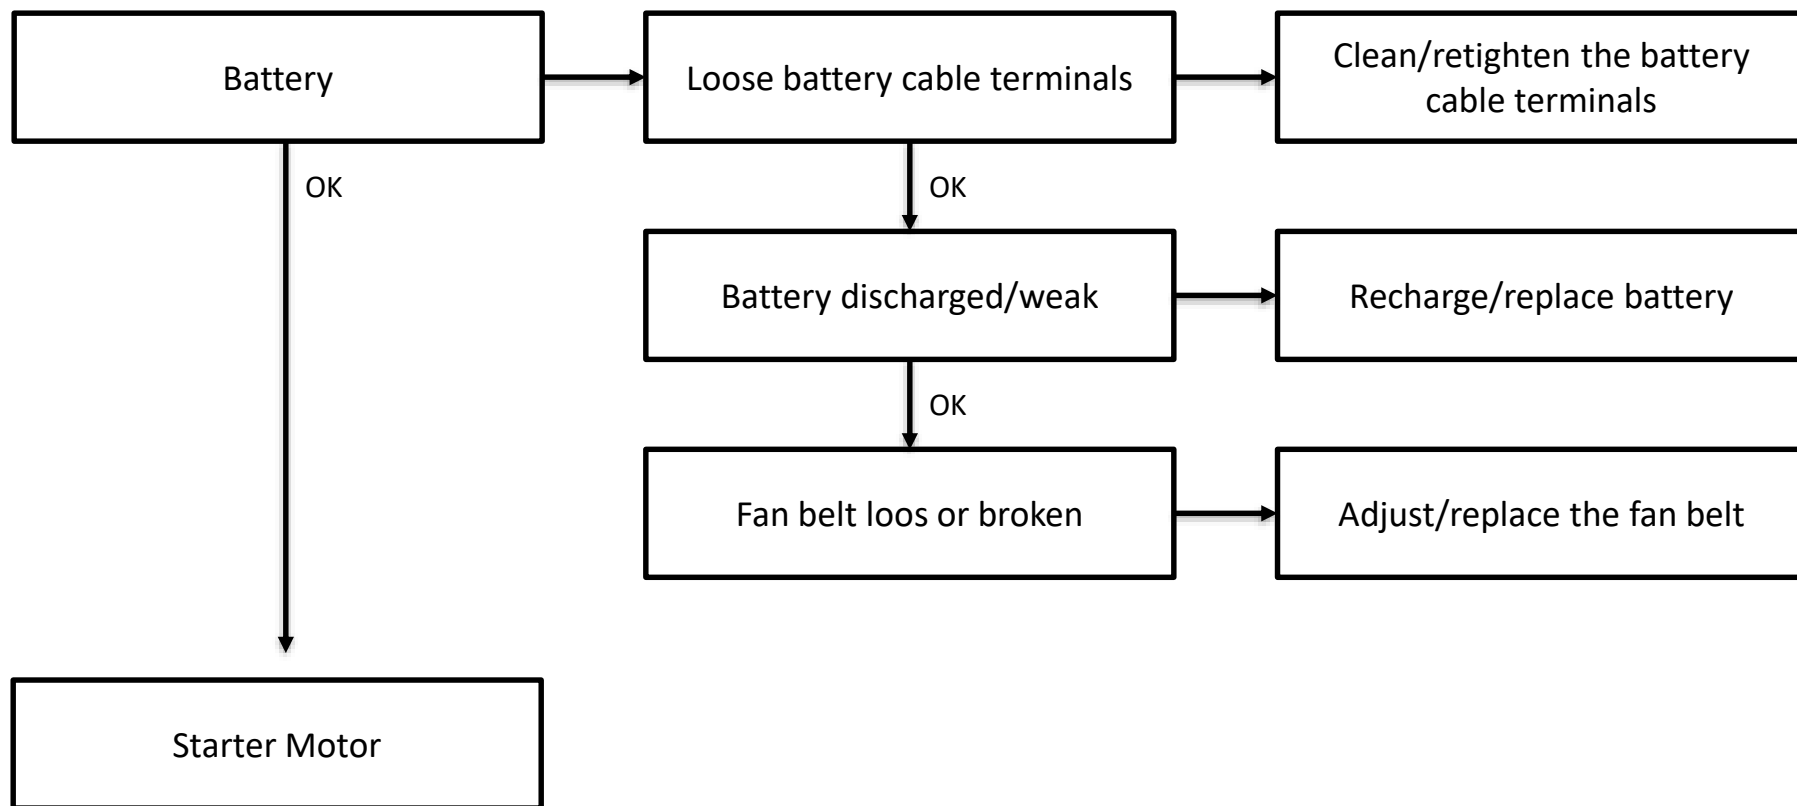 Battery
Loose battery cable terminals
Clean/retighten the battery
cable terminals
OK
OK
Battery discharged/weak
Recharge/replace battery
OK
Fan belt loos or broken
Adjust/replace the fan belt
Starter Motor